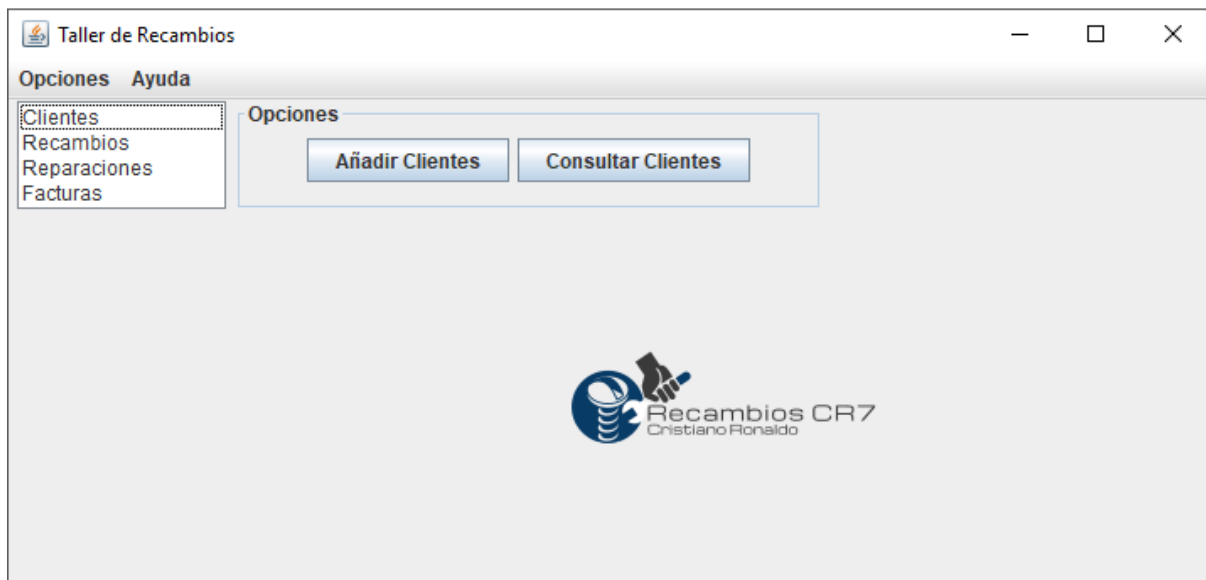 Taller de Recambios
Opciones Ayuda
Clientes
Recambios
Reparaciones
Facturas
Opciones
Añadir Clientes Consultar Clientes
Recambios CR7
Cristiano Ronaldo